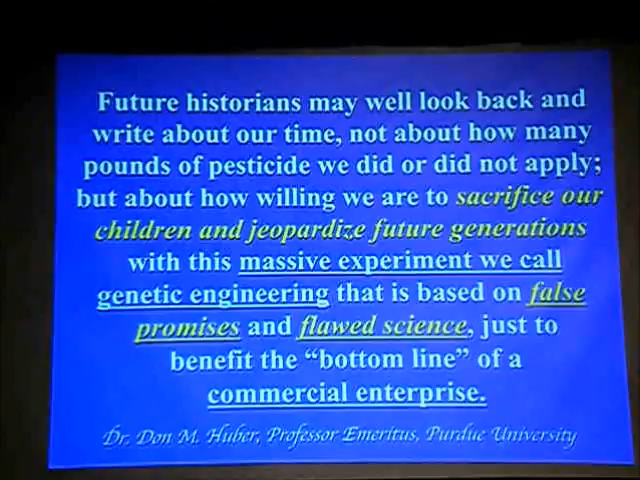 Future historians may well look back and
write about our time, not about how many
pounds of pesticide we did or did not apply;
but about how willing we are to sacrifice our
children and jeopardize future generations
with this massive experiment we call
genetic engineering that is based on false
promises and flawed science, just to
benefit the “bottom line” of a
commercial enterprise.
Dr. Don M. Huber, Professor Emeritus, Purdue University